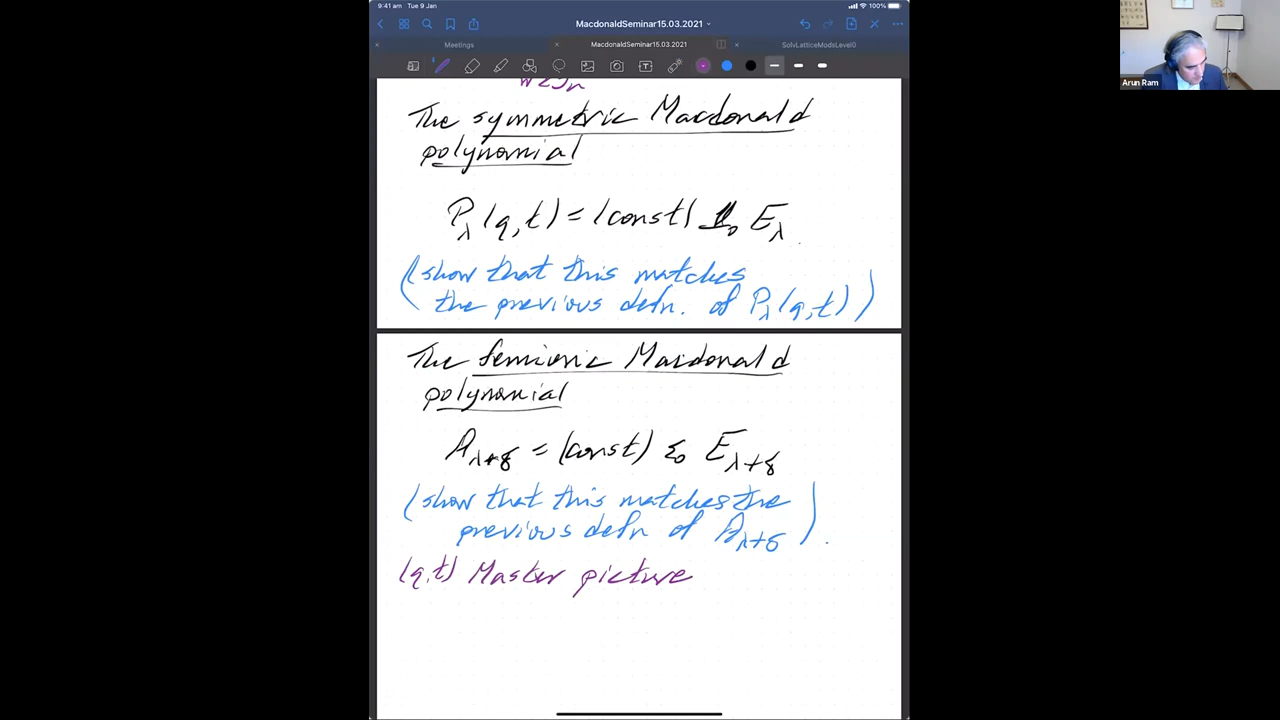 9:41 am Tue 9 Jan
100%
MacdonaldSeminar15.03.2021
Meetings
MacdonaldSeminar15.03.2021
SolvLatticeModsLevel0
Arun Ram
The symmetric Macdonald
polynomial
P_λ(q,t) = (const) 1_0 E_λ.
(show that this matches
the previous defn. of P_λ(q,t))
The femionic Macdonald
polynomial
A_{λ+δ} = (const) ε_0 E_{λ+δ}
(show that this matches the
previous defn of A_{λ+δ}).
(q,t) Master picture